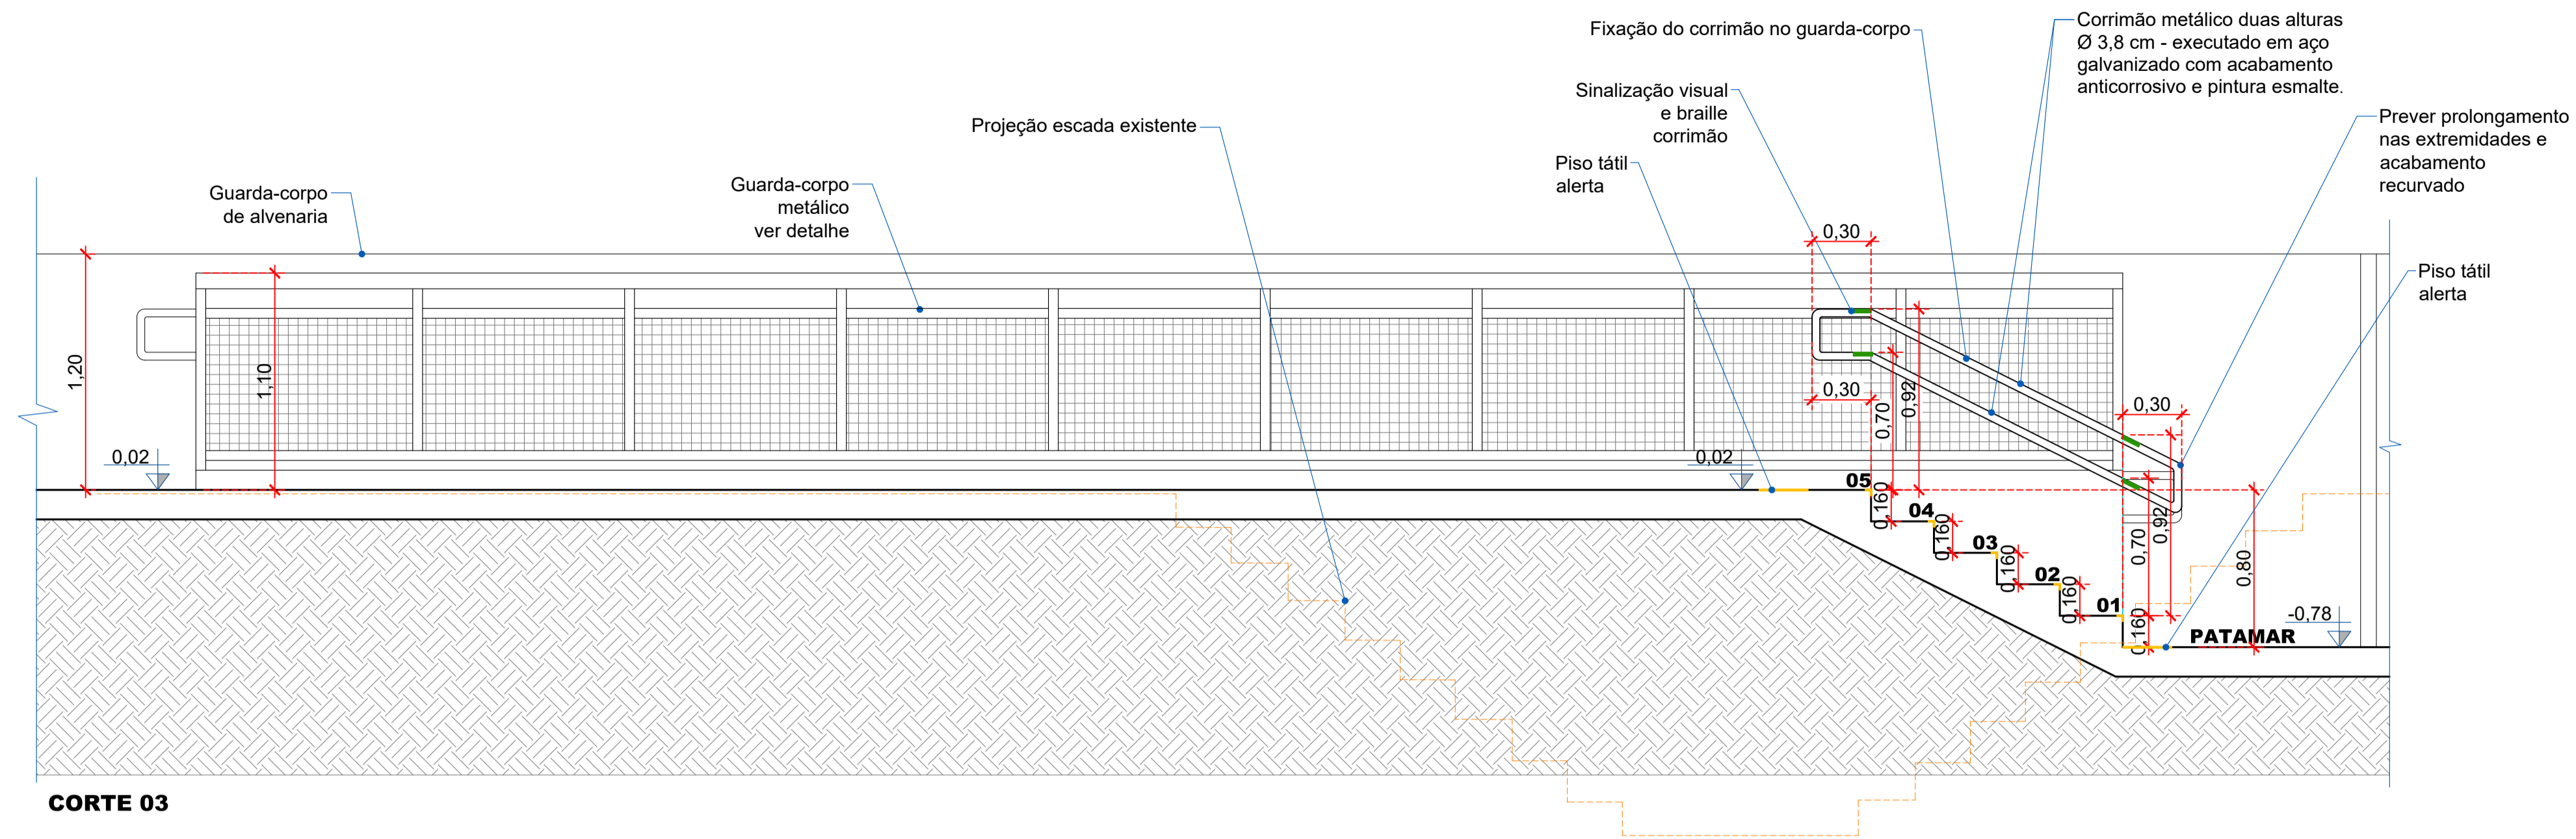 Fixação do corrimão no guarda-corpo
Corrimão metálico duas alturas
Ø 3,8 cm - executado em aço
galvanizado com acabamento
anticorrosivo e pintura esmalte.
Sinalização visual
e braille
corrimão
Prever prolongamento
nas extremidades e
acabamento
recurvado
Projeção escada existente
Piso tátil
alerta
Guarda-corpo
de alvenaria
Guarda-corpo
metálico
ver detalhe
Piso tátil
alerta
0,30
1,20
1,10
0,30
0,70
0,92
0,30
0,02
0,02
05
0,160
04
0,160
03
0,160
02
0,160
01
0,160
0,70
0,92
0,80
-0,78
PATAMAR
CORTE 03